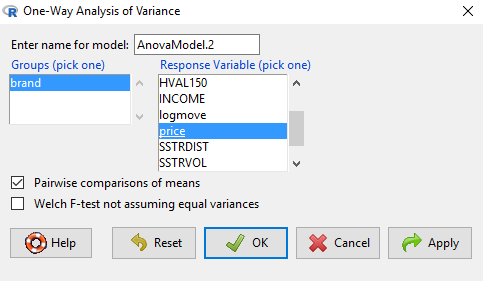 R One-Way Analysis of Variance
Enter name for model: AnovaModel.2
Groups (pick one)
brand
Response Variable (pick one)
HVAL150
INCOME
logmove
price
SSTRDIST
SSTRVOL
Pairwise comparisons of means
Welch F-test not assuming equal variances
Help
Reset
OK
Cancel
Apply